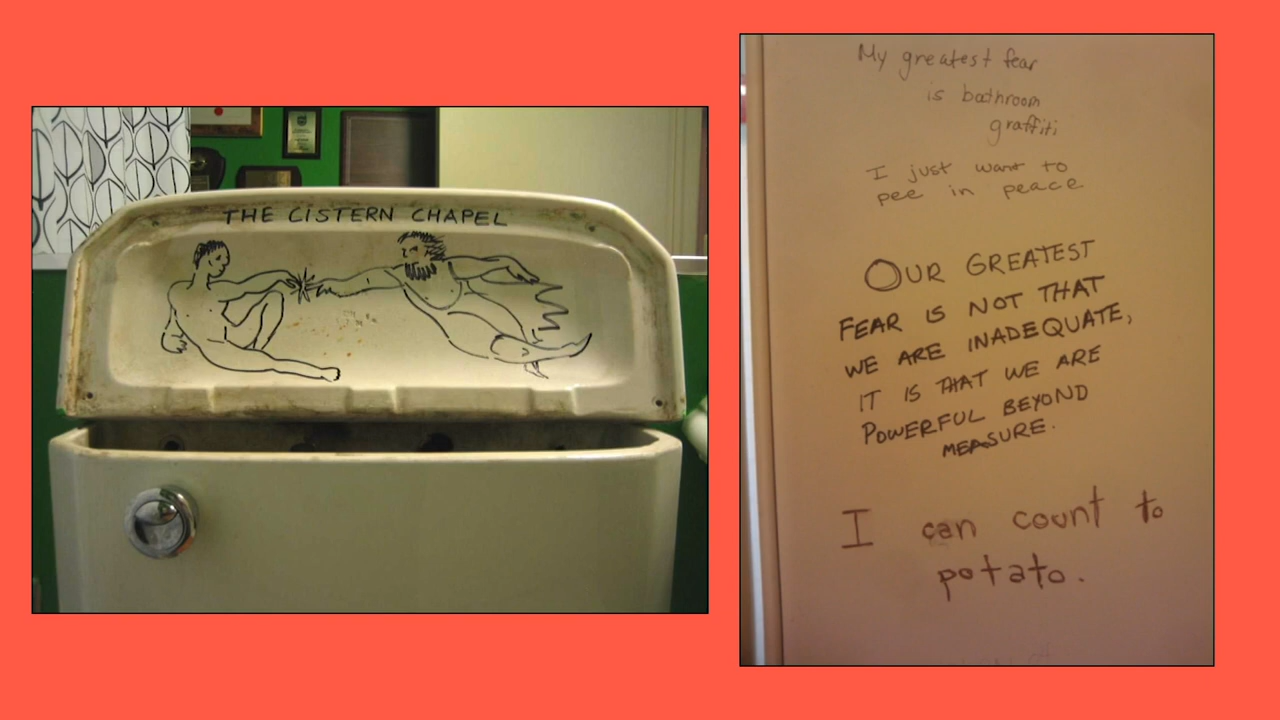 THE CISTERN CHAPEL
My greatest fear
is bathroom
graffiti
I just want to
pee in peace
OUR GREATEST
FEAR IS NOT THAT
WE ARE INADEQUATE,
IT IS THAT WE ARE
POWERFUL BEYOND
MEASURE.
I can count to
potato.